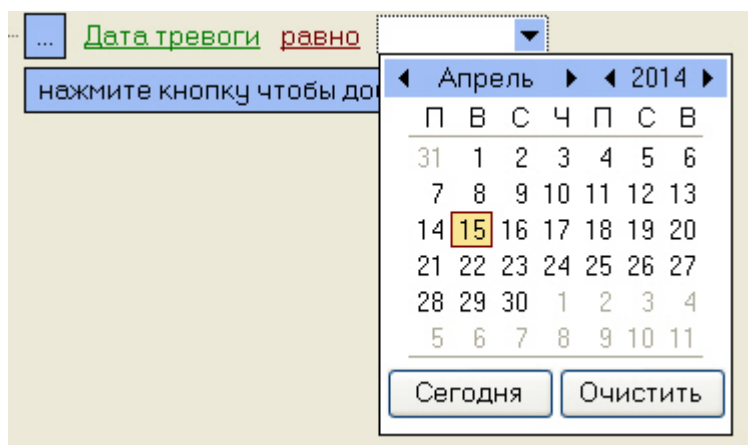 ... Дата тревоги равно
нажмите кнопку чтобы
Апрель 2014
П В С Ч П С В
31 1 2 3 4 5 6
7 8 9 10 11 12 13
14 15 16 17 18 19 20
21 22 23 24 25 26 27
28 29 30 1 2 3 4
5 6 7 8 9 10 11
Сегодня Очистить